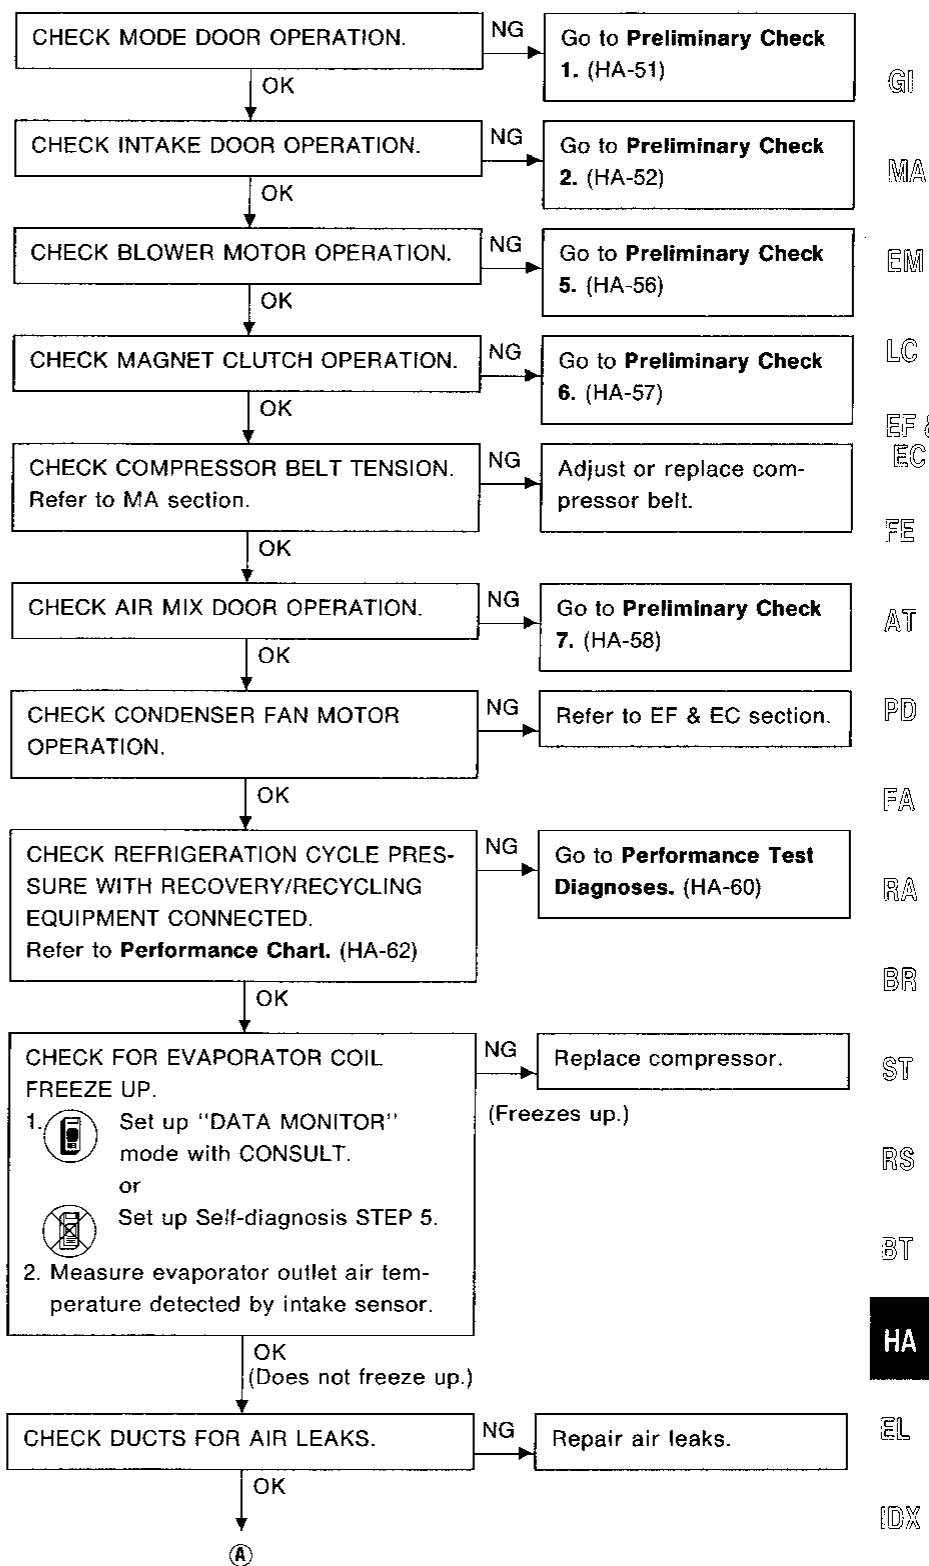 CHECK MODE DOOR OPERATION.
NG
Go to Preliminary Check
1. (HA-51)
OK
CHECK INTAKE DOOR OPERATION.
NG
Go to Preliminary Check
2. (HA-52)
OK
CHECK BLOWER MOTOR OPERATION.
NG
Go to Preliminary Check
5. (HA-56)
OK
CHECK MAGNET CLUTCH OPERATION.
NG
Go to Preliminary Check
6. (HA-57)
OK
CHECK COMPRESSOR BELT TENSION.
Refer to MA section.
NG
Adjust or replace com-
pressor belt.
OK
CHECK AIR MIX DOOR OPERATION.
NG
Go to Preliminary Check
7. (HA-58)
OK
CHECK CONDENSER FAN MOTOR
OPERATION.
NG
Refer to EF & EC section.
OK
CHECK REFRIGERATION CYCLE PRES-
SURE WITH RECOVERY/RECYCLING
EQUIPMENT CONNECTED.
Refer to Performance Chart. (HA-62)
NG
Go to Performance Test
Diagnoses. (HA-60)
OK
CHECK FOR EVAPORATOR COIL
FREEZE UP.
1. Set up "DATA MONITOR"
mode with CONSULT.
or
Set up Self-diagnosis STEP 5.
2. Measure evaporator outlet air tem-
perature detected by intake sensor.
NG
(Freezes up.)
Replace compressor.
OK
(Does not freeze up.)
CHECK DUCTS FOR AIR LEAKS.
NG
Repair air leaks.
OK
A
GI
MA
EM
LC
EF &
EC
FE
AT
PD
FA
RA
BR
ST
RS
BT
HA
EL
IDX